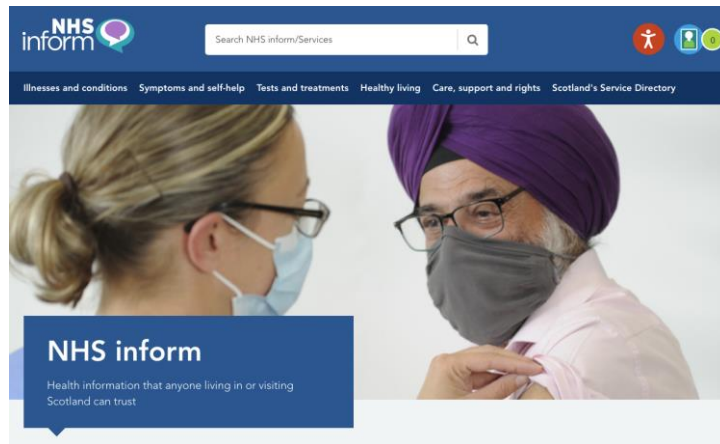 NHS
inform
Search NHS inform/Services
0
Illnesses and conditions Symptoms and self-help Tests and treatments Healthy living Care, support and rights Scotland's Service Directory
NHS inform
Health information that anyone living in or visiting
Scotland can trust